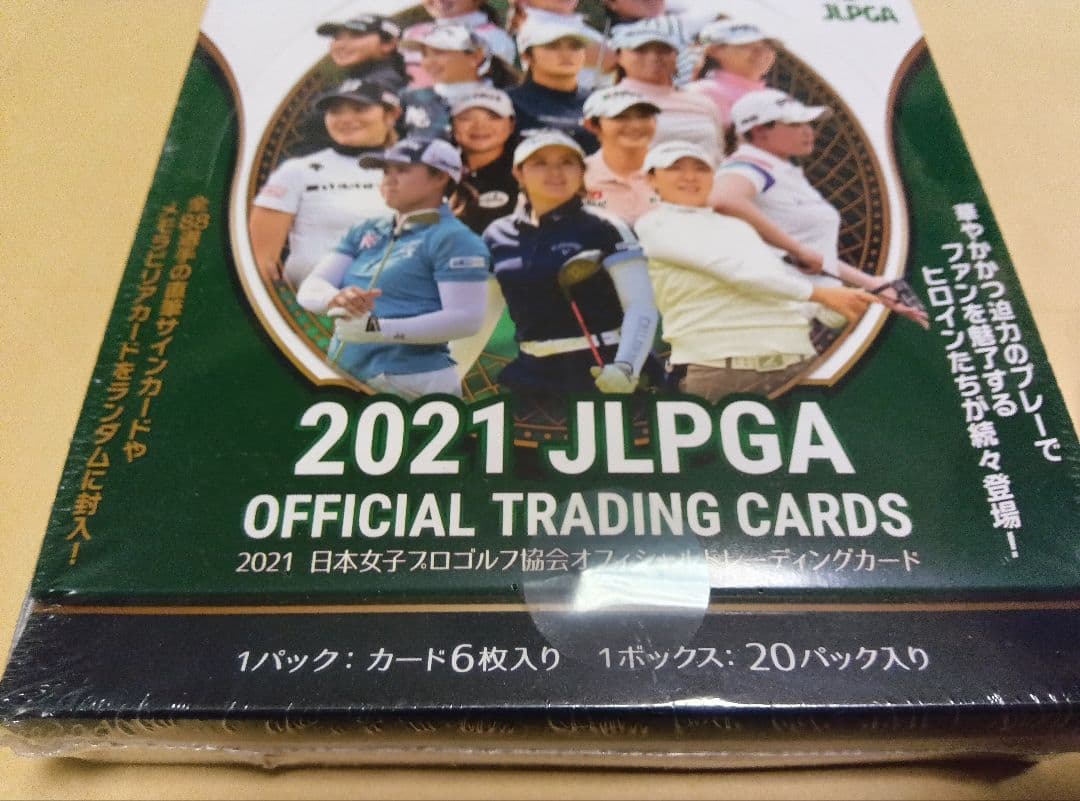 JLPGA
全88選手の直筆サインカードや
メモラビリアカードをランダムに封入!
華やかかつ迫力のプレーで
ファンを魅了する
ヒロインたちが続々登場!
2021 JLPGA
OFFICIAL TRADING CARDS
2021 日本女子プロゴルフ協会オフィシャルトレーディングカード
1パック: カード6枚入り 1ボックス: 20パック入り